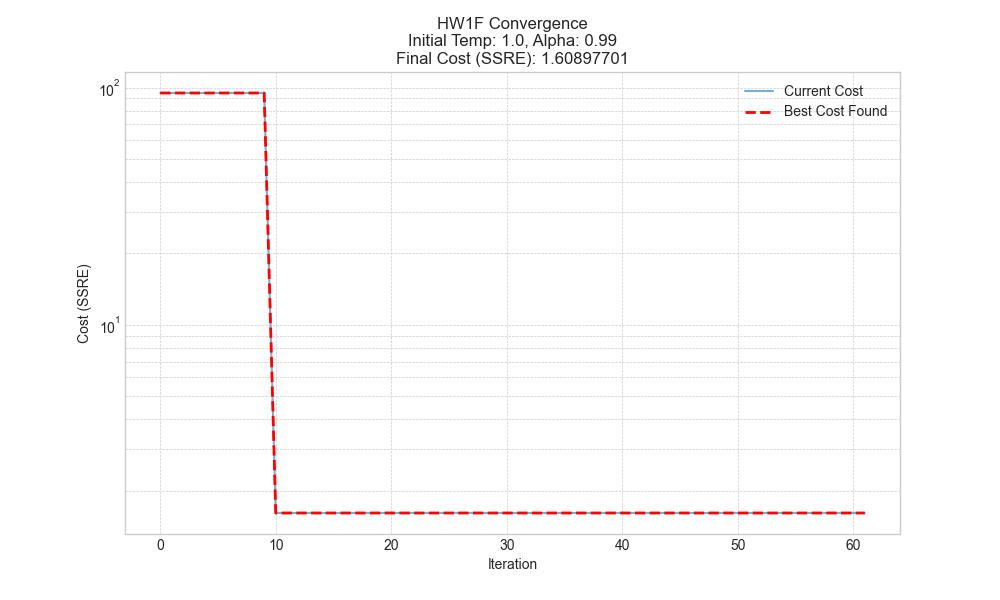 HW1F Convergence
Initial Temp: 1.0, Alpha: 0.99
Final Cost (SSRE): 1.60897701
Current Cost
Best Cost Found
Cost (SSRE)
10²
10¹
0 10 20 30 40 50 60
Iteration